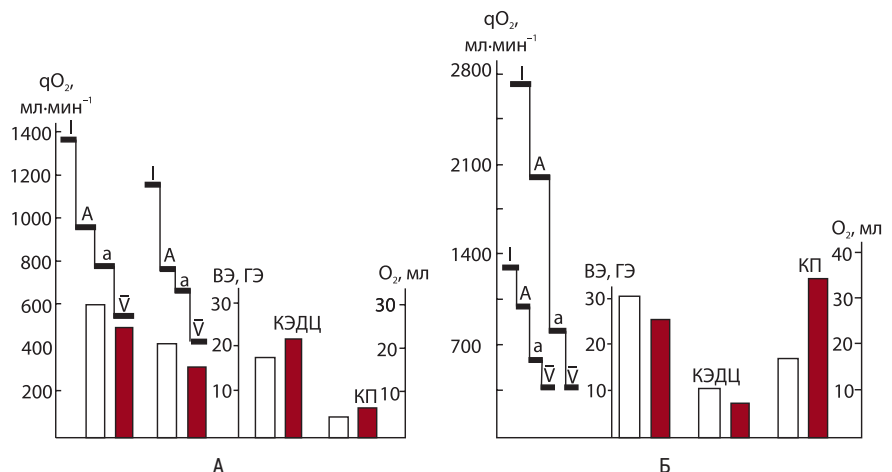 qO₂,
мл·мин⁻¹
1400
1200
1000
800
600
400
200
I
A
a
V̅
I
A
a
V̅
ВЭ, ГЭ
30
20
10
КЭДЦ
КП
O₂, мл
30
20
10
А
qO₂,
мл·мин⁻¹
2800
2100
1400
700
I
A
a
V̅
I
A
a
V̅
ВЭ, ГЭ
30
20
10
КЭДЦ
КП
O₂, мл
40
30
20
10
Б